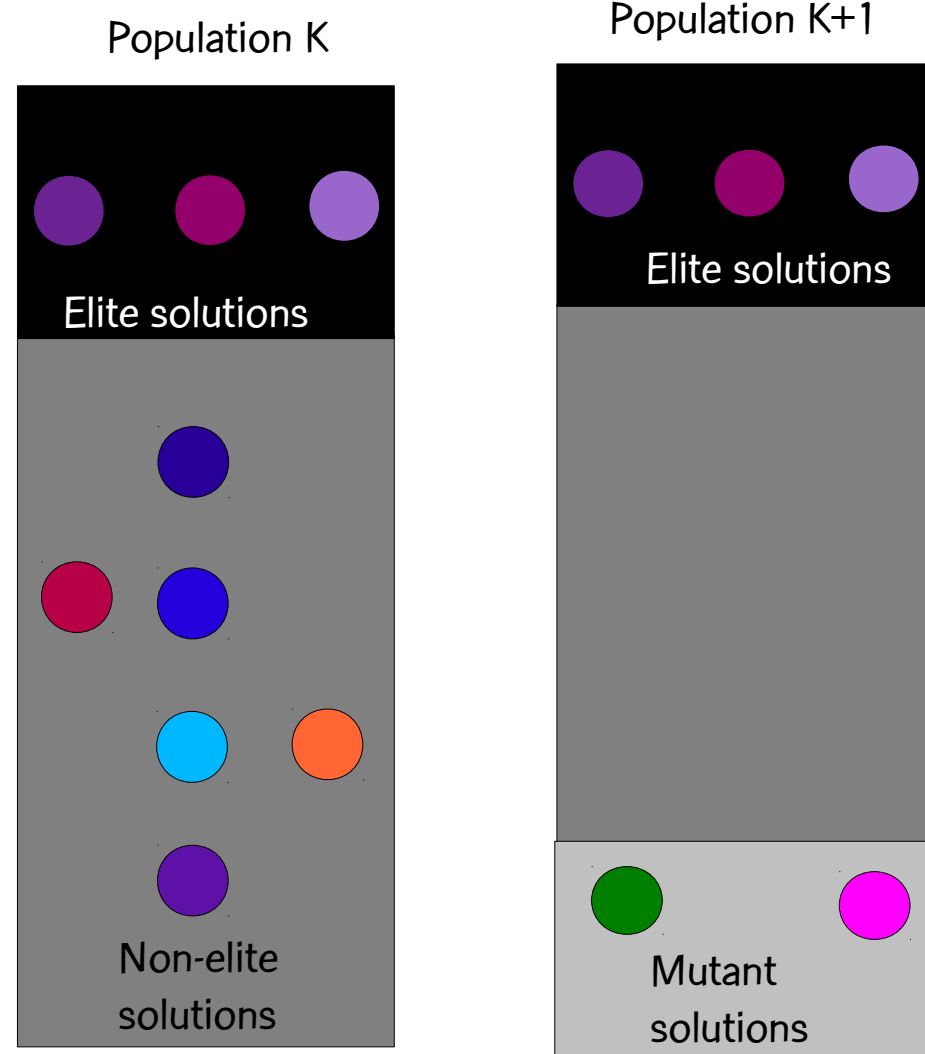 Population K
Elite solutions
Non-elite
solutions
Population K+1
Elite solutions
Mutant
solutions